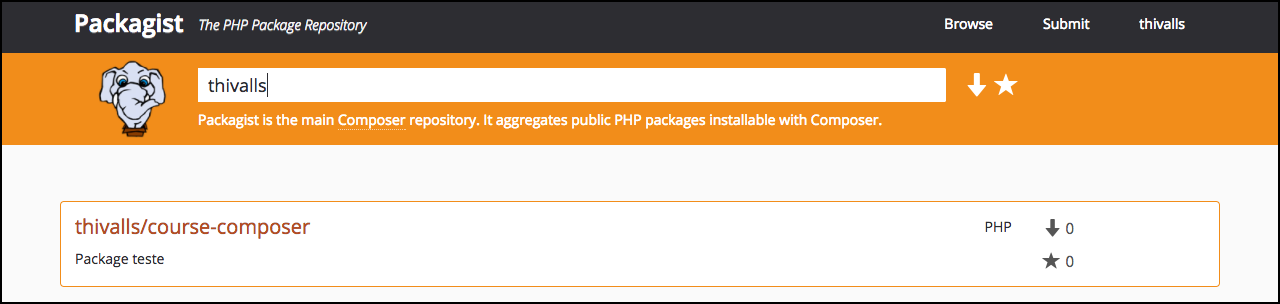 Packagist The PHP Package Repository Browse Submit thivalls
thivalls
Packagist is the main Composer repository. It aggregates public PHP packages installable with Composer.
thivalls/course-composer PHP 0
Package teste 0